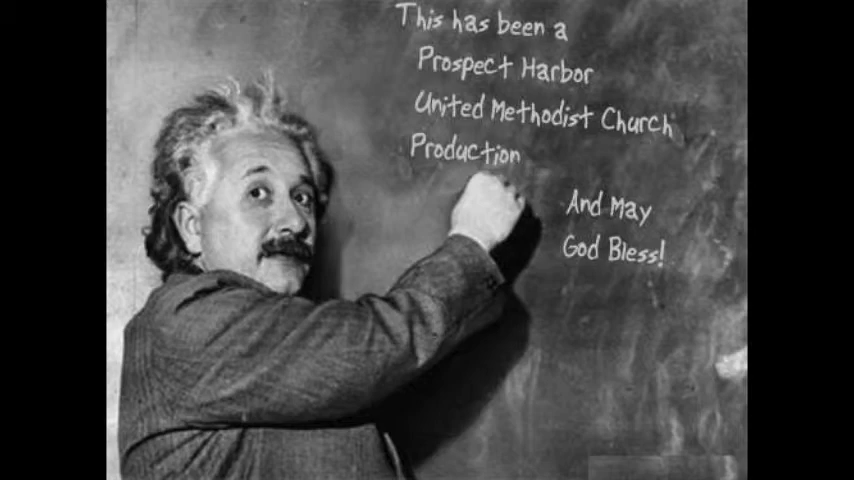 This has been a
Prospect Harbor
United Methodist Church
Production
And May
God Bless!